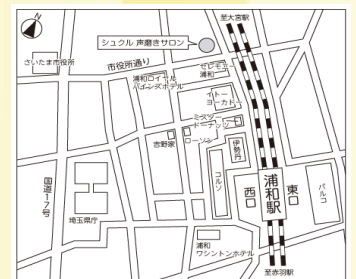 至大宮駅
シュクル 声磨きサロン
さいたま市役所
市役所通り
セレモニー
浦和
浦和ロイヤル
パインズホテル
イトー
ヨーカドー
ミスター
ドーナッツ
吉野家
ローソン
伊勢丹
コルソ
国道17号
埼玉県庁
西口
浦和駅
東口
パルコ
浦和
ワシントンホテル
至赤羽駅